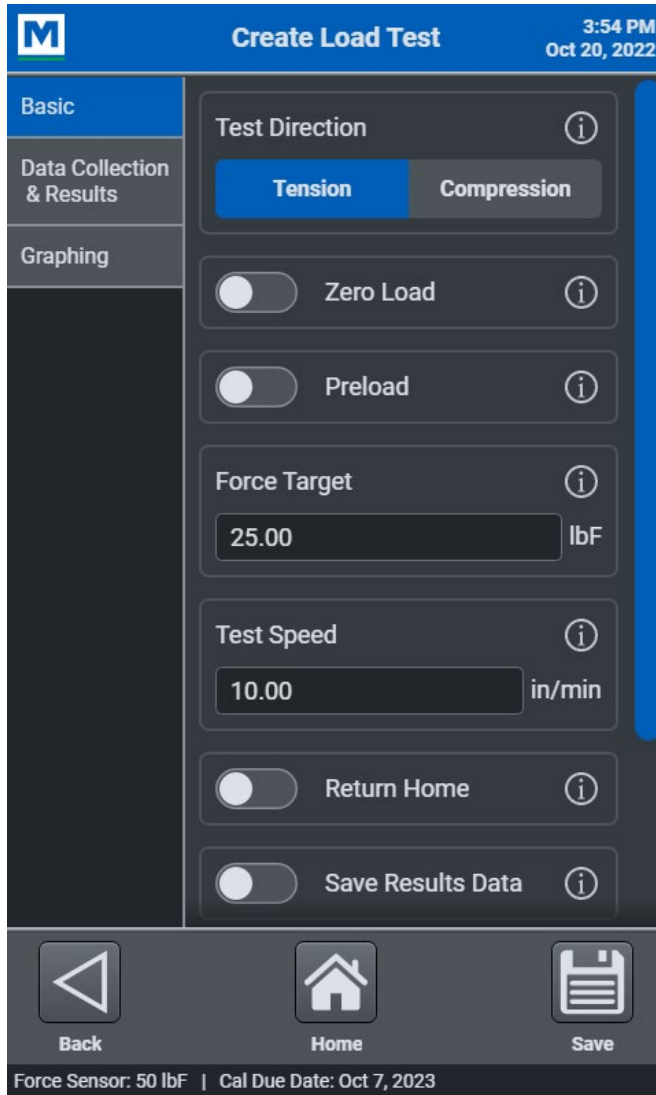 M
Create Load Test
3:54 PM
Oct 20, 2022
Basic
Data Collection
& Results
Graphing
Test Direction
Tension
Compression
Zero Load
Preload
Force Target
25.00
lbF
Test Speed
10.00
in/min
Return Home
Save Results Data
Back
Home
Save
Force Sensor: 50 lbF | Cal Due Date: Oct 7, 2023